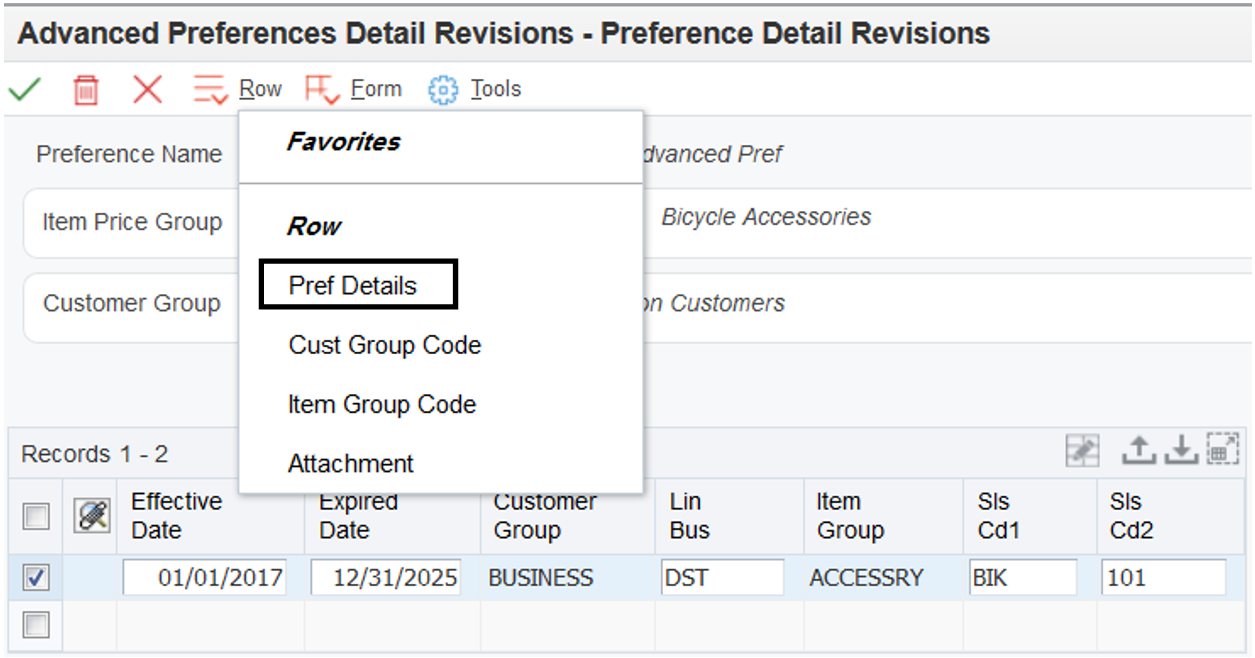 Advanced Preferences Detail Revisions - Preference Detail Revisions
Row Form Tools
Favorites
Preference Name dvanced Pref
Item Price Group Bicycle Accessories
Row
Pref Details
Customer Group on Customers
Cust Group Code
Item Group Code
Records 1 - 2
Attachment
Effective Date Expired Date Customer Group Lin Bus Item Group Sls Cd1 Sls Cd2
01/01/2017 12/31/2025 BUSINESS DST ACCESSRY BIK 101